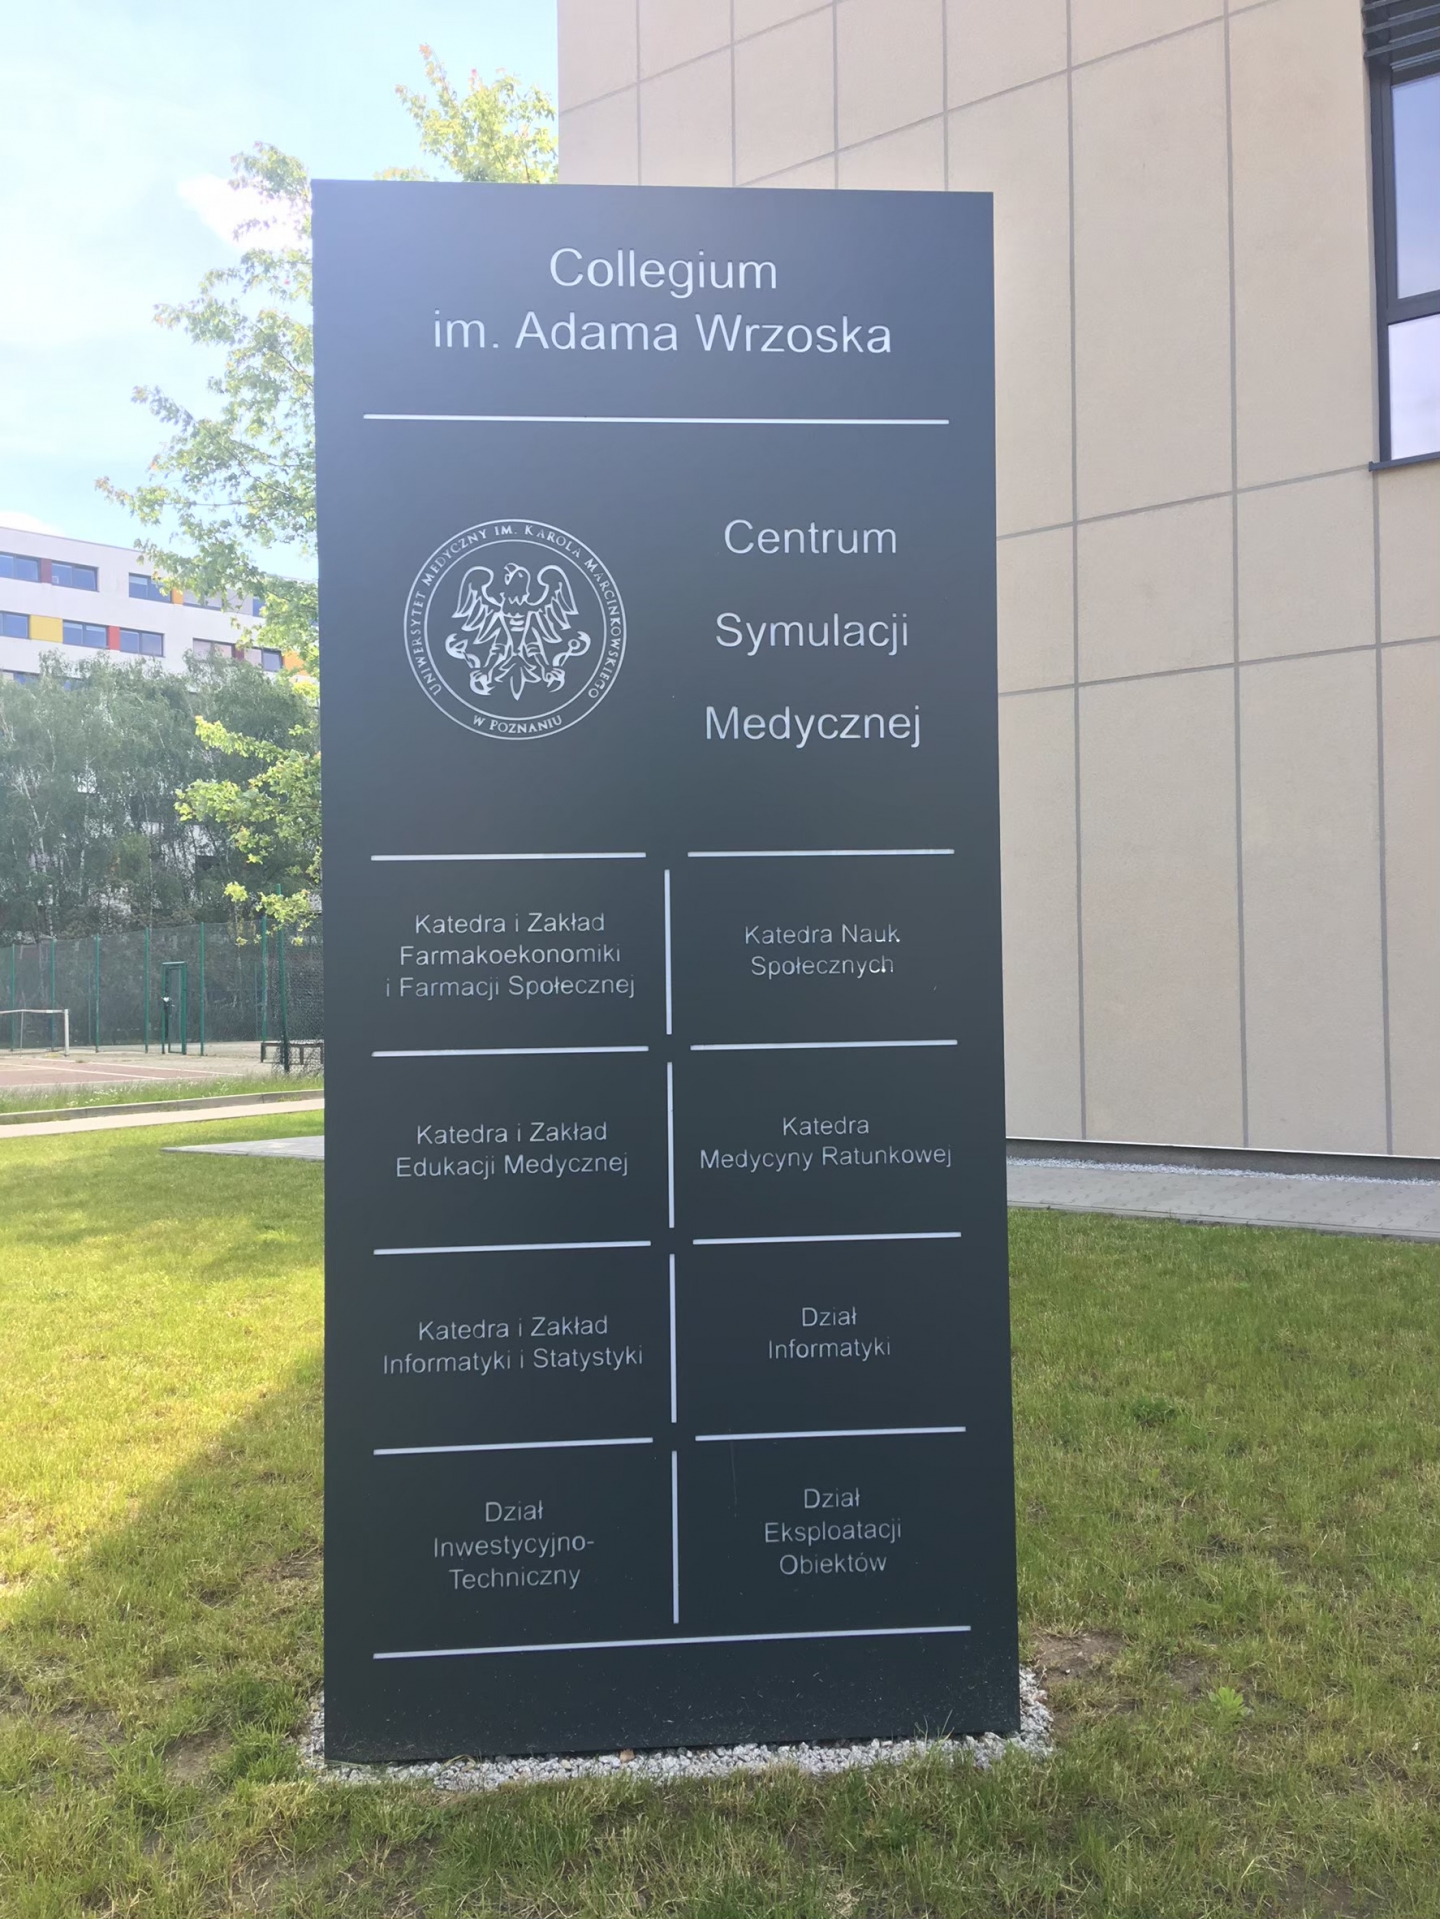 Collegium
im. Adama Wrzoska
UNIWERSYTET MEDYCZNY IM. KAROLA MARCINKOWSKIEGO
W POZNANIU
Centrum
Symulacji
Medycznej
Katedra i Zakład
Farmakoekonomiki
i Farmacji Społecznej
Katedra Nauk
Społecznych
Katedra i Zakład
Edukacji Medycznej
Katedra
Medycyny Ratunkowej
Katedra i Zakład
Informatyki i Statystyki
Dział
Informatyki
Dział
Inwestycyjno-
Techniczny
Dział
Eksploatacji
Obiektów